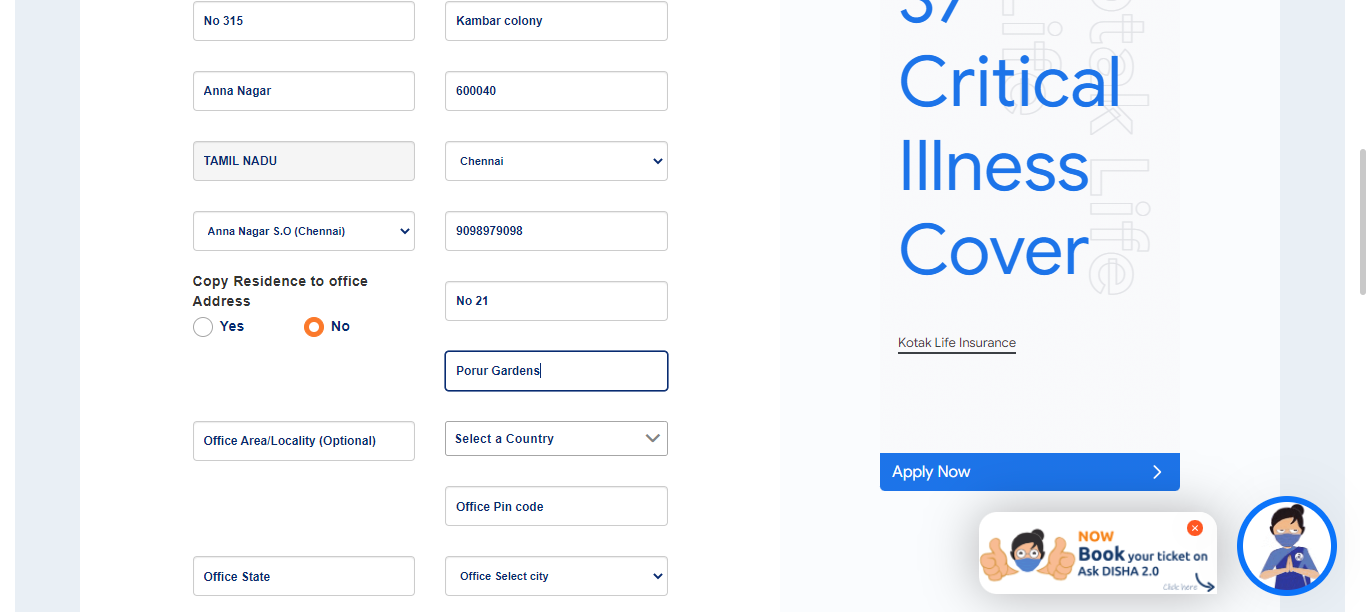 No 315
Kambar colony
Anna Nagar
600040
TAMIL NADU
Chennai
Anna Nagar S.O (Chennai)
9098979098
Copy Residence to office
Address
Yes
No
No 21
Porur Gardens
Office Area/Locality (Optional)
Select a Country
Office Pin code
Office State
Office Select city
37
Critical
Illness
Cover
Kotak Life
Kotak Life Insurance
Apply Now
NOW
Book your ticket on
Ask DISHA 2.0
Click here